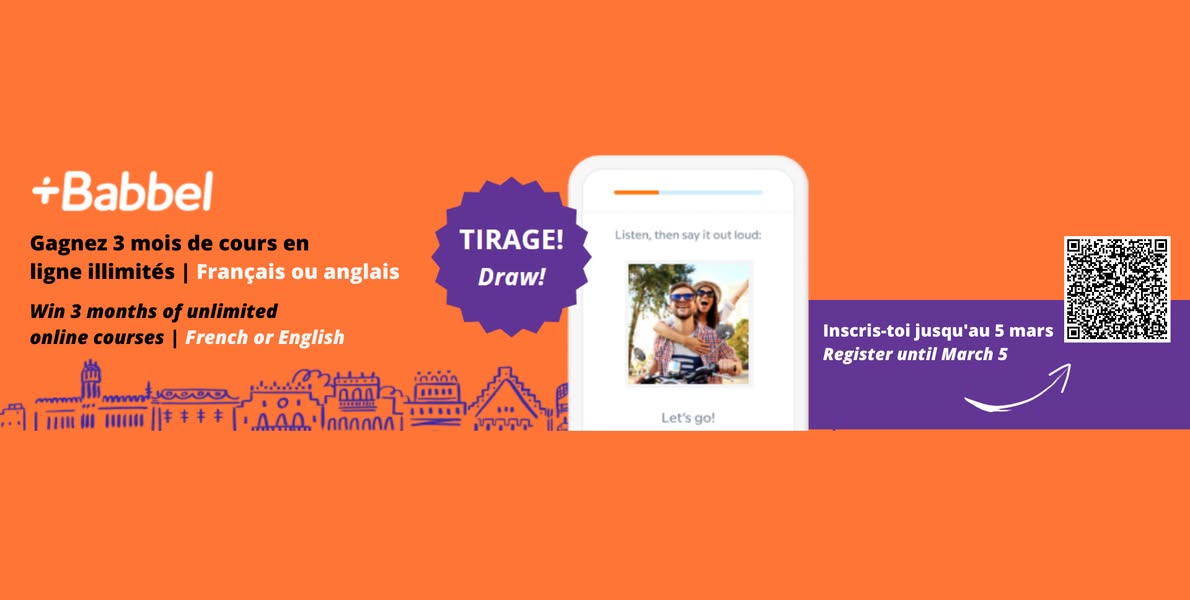 ÷Babbel
Gagnez 3 mois de cours en
ligne illimités | Français ou anglais
Win 3 months of unlimited
online courses | French or English
TIRAGE!
Draw!
Listen, then say it out loud:
Let's go!
Inscris-toi jusqu'au 5 mars
Register until March 5